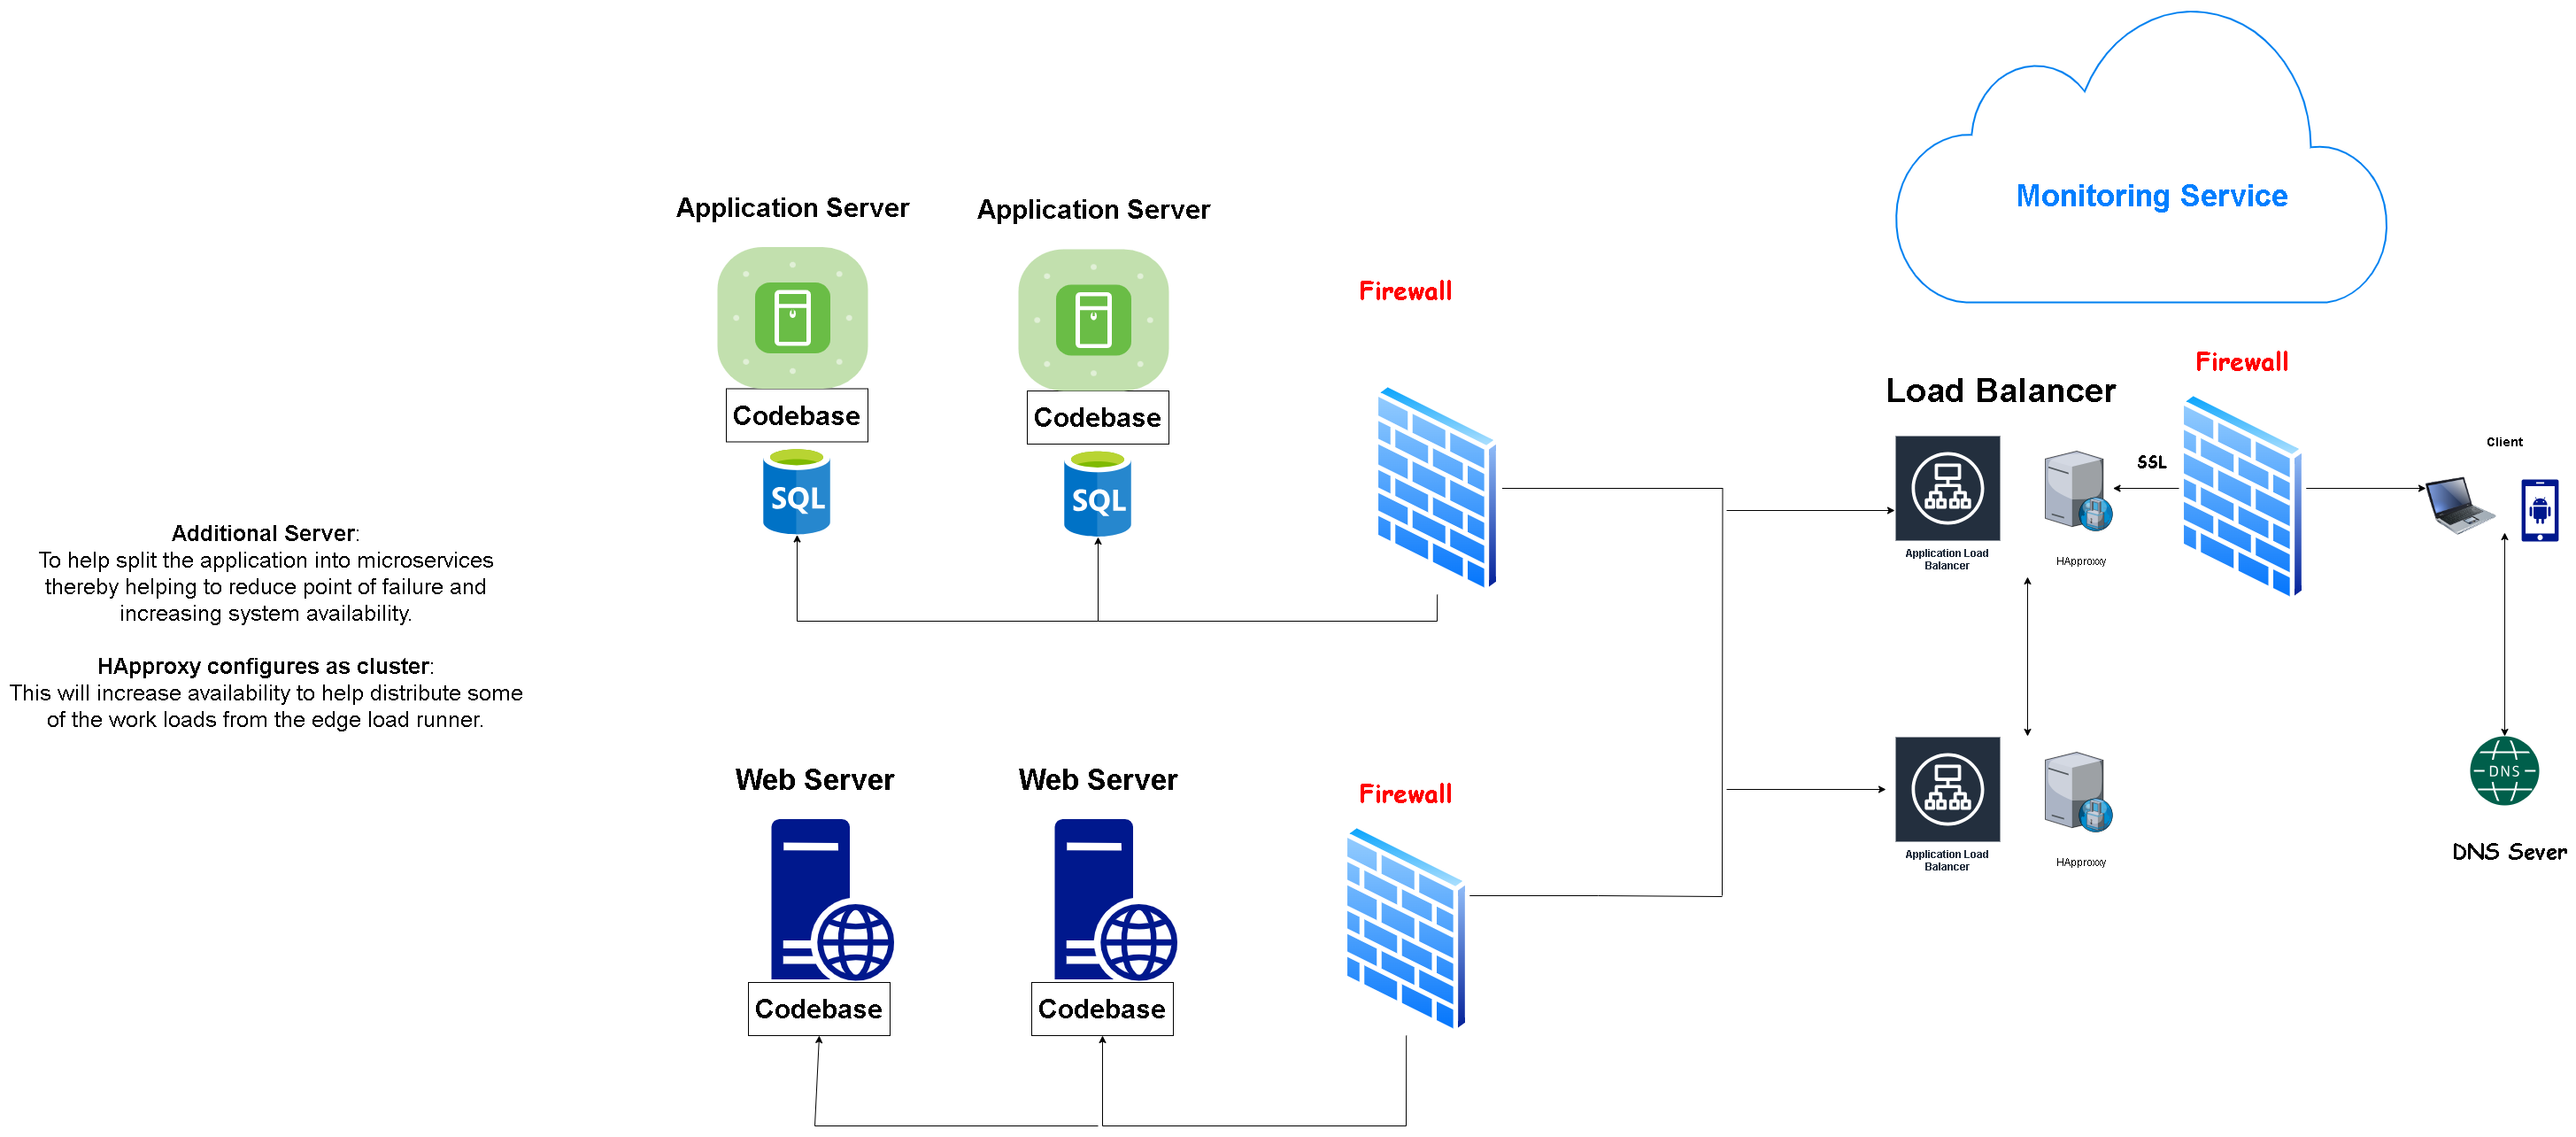 Monitoring Service
Application Server
Application Server
Firewall
Firewall
Load Balancer
Codebase
Codebase
Client
SSL
SQL
SQL
Application Load
Balancer
HApproxxy
Additional Server:
To help split the application into microservices
thereby helping to reduce point of failure and
increasing system availability.
HApproxy configures as cluster:
This will increase availability to help distribute some
of the work loads from the edge load runner.
Web Server
Web Server
Firewall
DNS
Application Load
Balancer
HApproxxy
DNS Sever
Codebase
Codebase